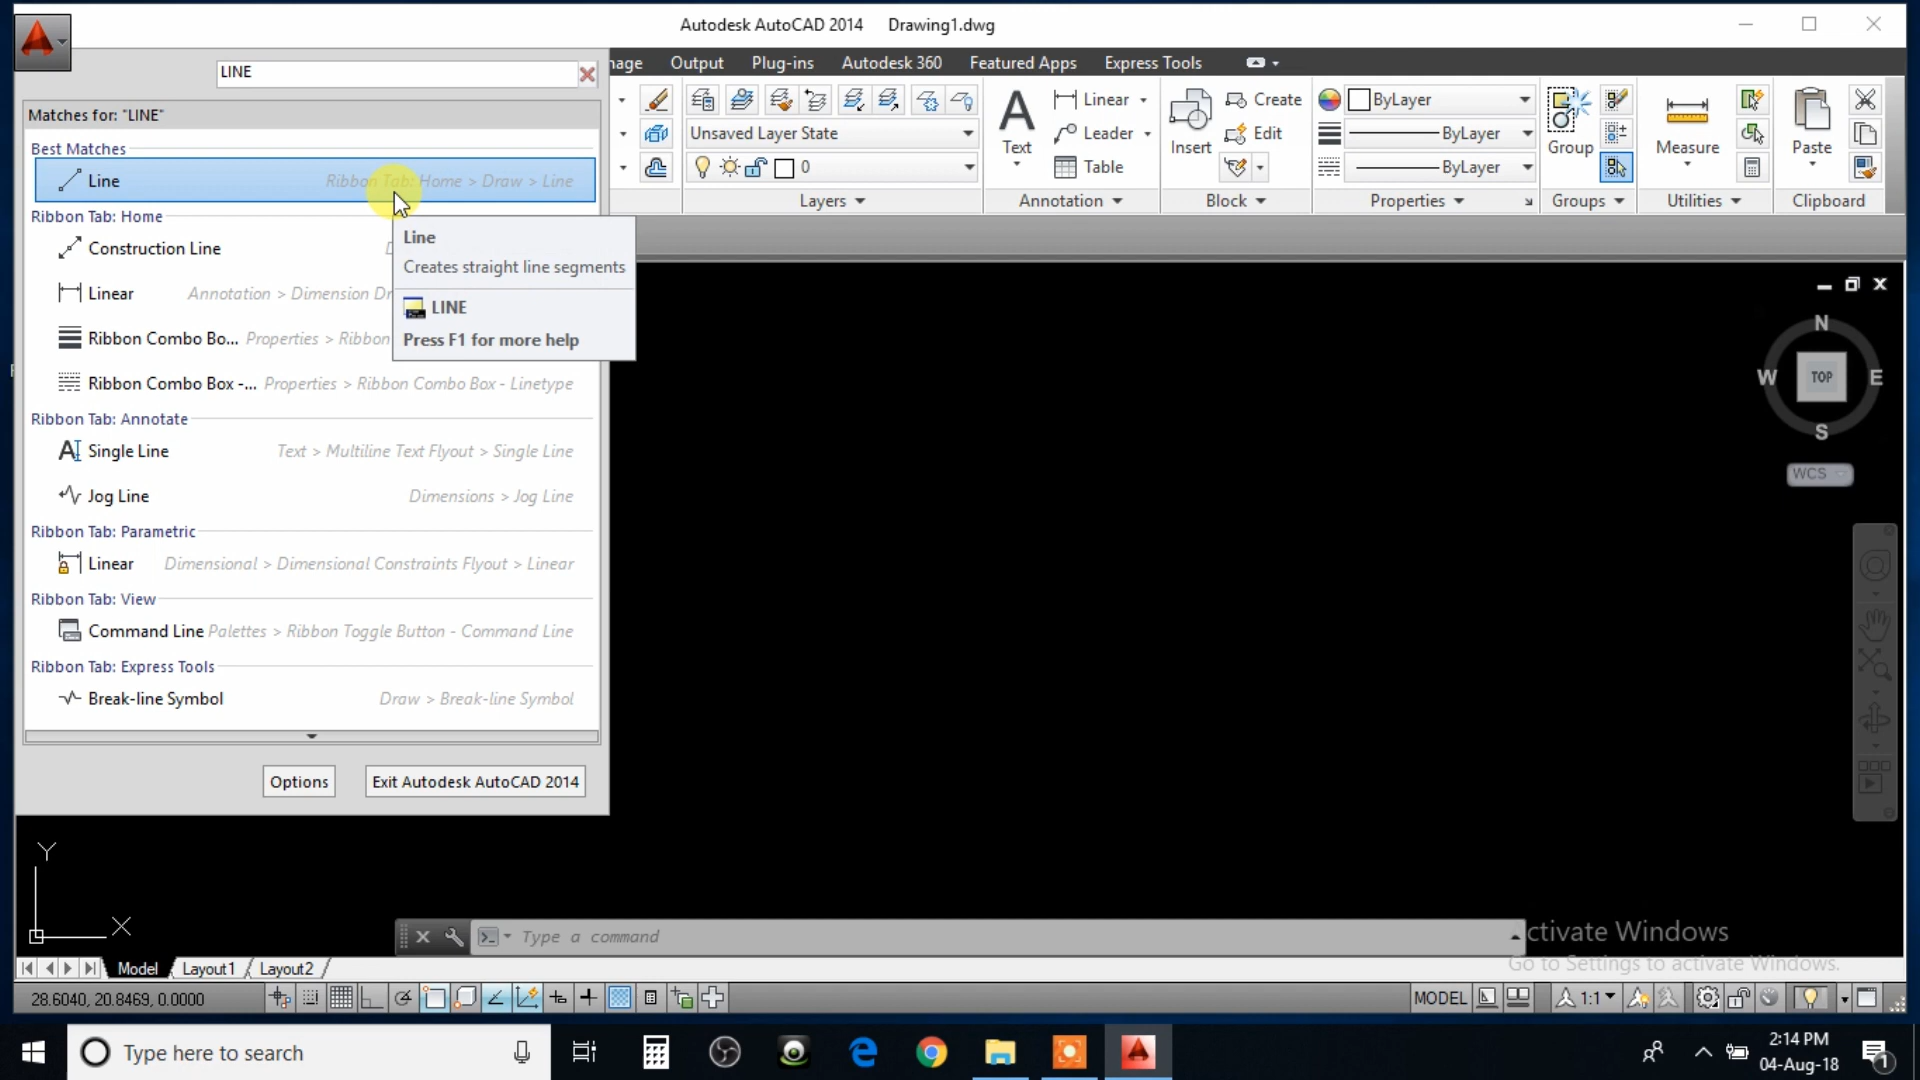 Autodesk AutoCAD 2014 Drawing1.dwg
LINE
nage Output Plug-ins Autodesk 360 Featured Apps Express Tools
Matches for: "LINE"
Best Matches
Line Ribbon Tab: Home > Draw > Line
Ribbon Tab: Home
Construction Line D
Linear Annotation > Dimension Dr
Ribbon Combo Bo... Properties > Ribbon
Ribbon Combo Box -... Properties > Ribbon Combo Box - Linetype
Ribbon Tab: Annotate
Single Line Text > Multiline Text Flyout > Single Line
Jog Line Dimensions > Jog Line
Ribbon Tab: Parametric
Linear Dimensional > Dimensional Constraints Flyout > Linear
Ribbon Tab: View
Command Line Palettes > Ribbon Toggle Button - Command Line
Ribbon Tab: Express Tools
Break-line Symbol Draw > Break-line Symbol
Options
Exit Autodesk AutoCAD 2014
Line
Creates straight line segments
LINE
Press F1 for more help
Unsaved Layer State
0
Layers
A
Text
Linear
Leader
Table
Annotation
Insert
Create
Edit
Block
ByLayer
ByLayer
ByLayer
Properties
Group
Groups
Measure
Utilities
Paste
Clipboard
N
W TOP E
S
WCS
Y
X
Type a command
ctivate Windows
Go to Settings to activate Windows.
Model Layout1 Layout2
28.6040, 20.8469, 0.0000
MODEL
1:1
Type here to search
2:14 PM
04-Aug-18
1